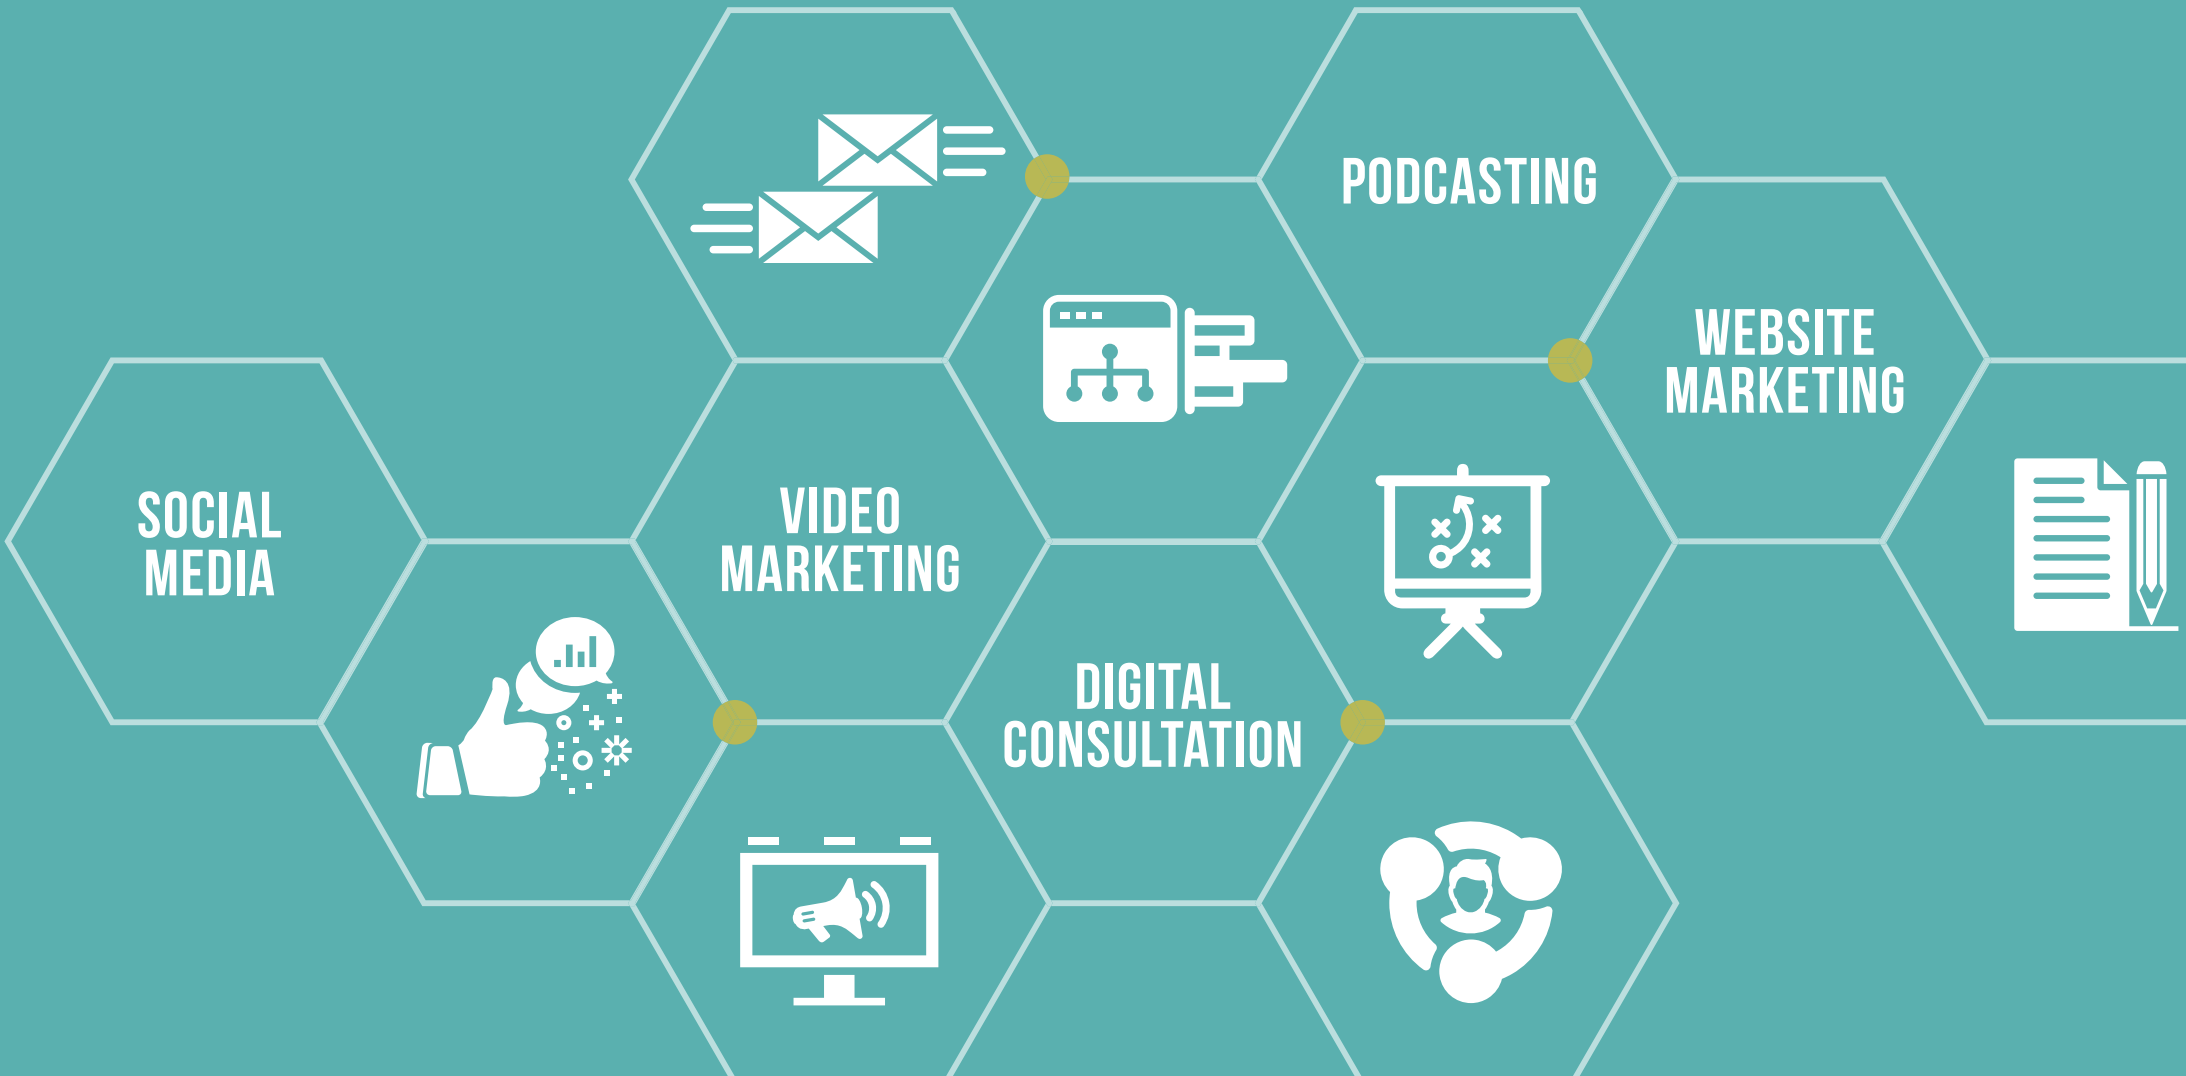 PODCASTING
WEBSITE
MARKETING
SOCIAL
MEDIA
VIDEO
MARKETING
DIGITAL
CONSULTATION